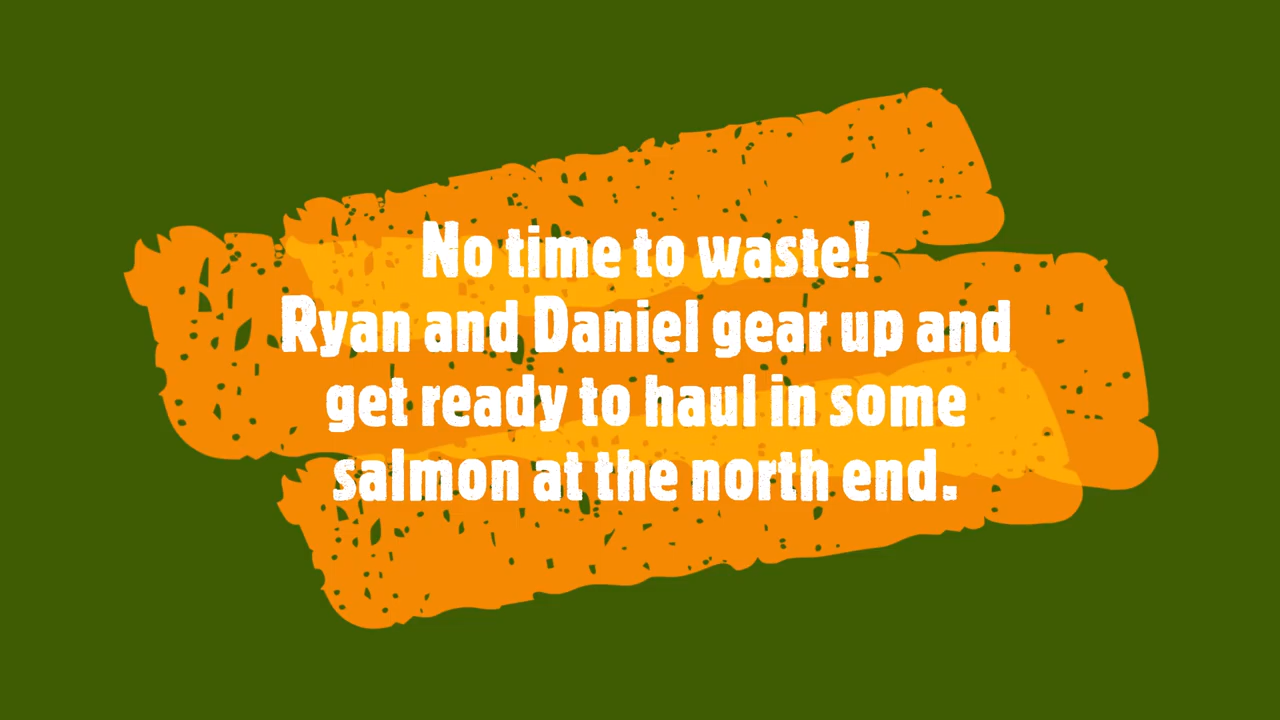 No time to waste!
Ryan and Daniel gear up and
get ready to haul in some
salmon at the north end.